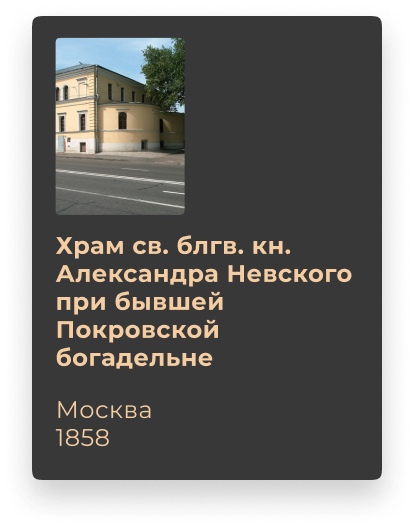 Храм св. блгв. кн.
Александра Невского
при бывшей
Покровской
богадельне
Москва
1858